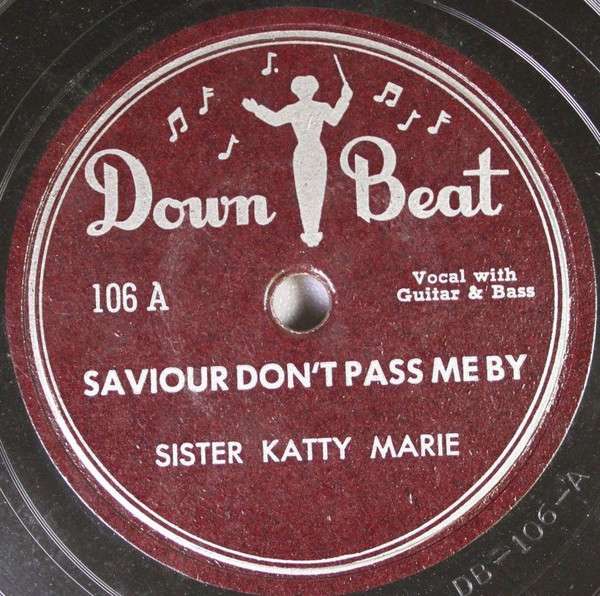 Down Beat
106 A
Vocal with
Guitar & Bass
SAVIOUR DON'T PASS ME BY
SISTER KATTY MARIE
DB-106-A